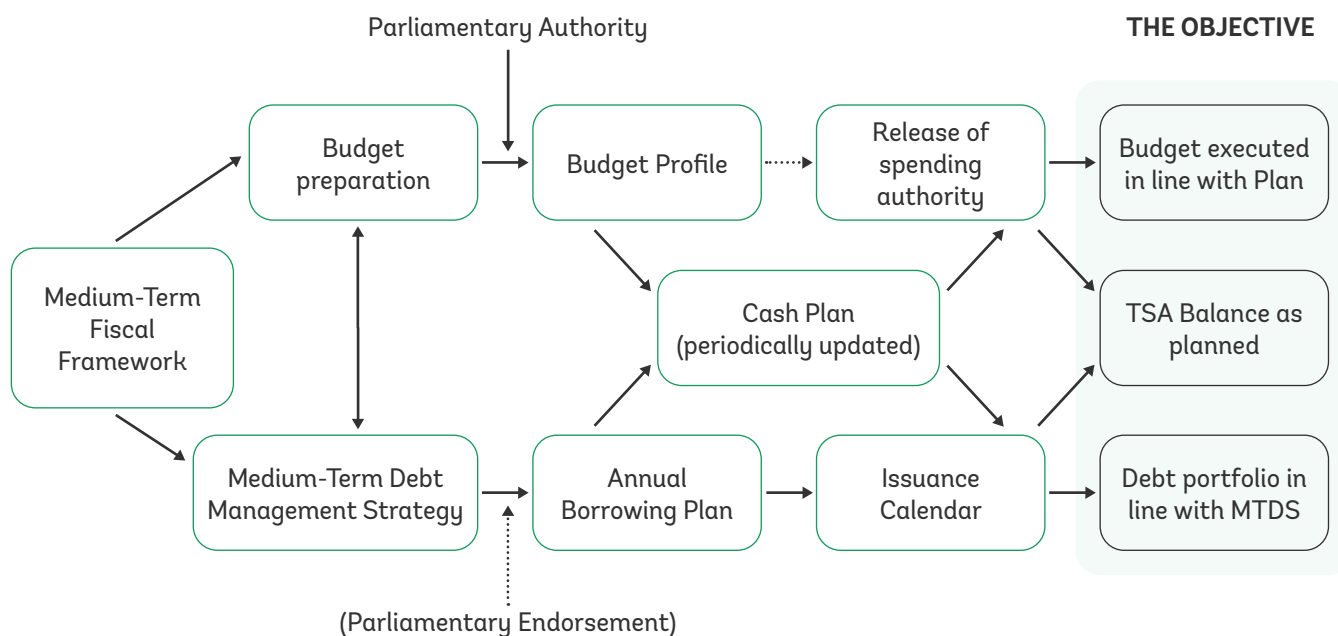 Parliamentary Authority
THE OBJECTIVE
Budget
preparation
Budget Profile
Release of
spending
authority
Budget executed
in line with Plan
Medium-Term
Fiscal
Framework
Cash Plan
(periodically updated)
TSA Balance as
planned
Medium-Term Debt
Management Strategy
Annual
Borrowing Plan
Issuance
Calendar
Debt portfolio in
line with MTDS
(Parliamentary Endorsement)